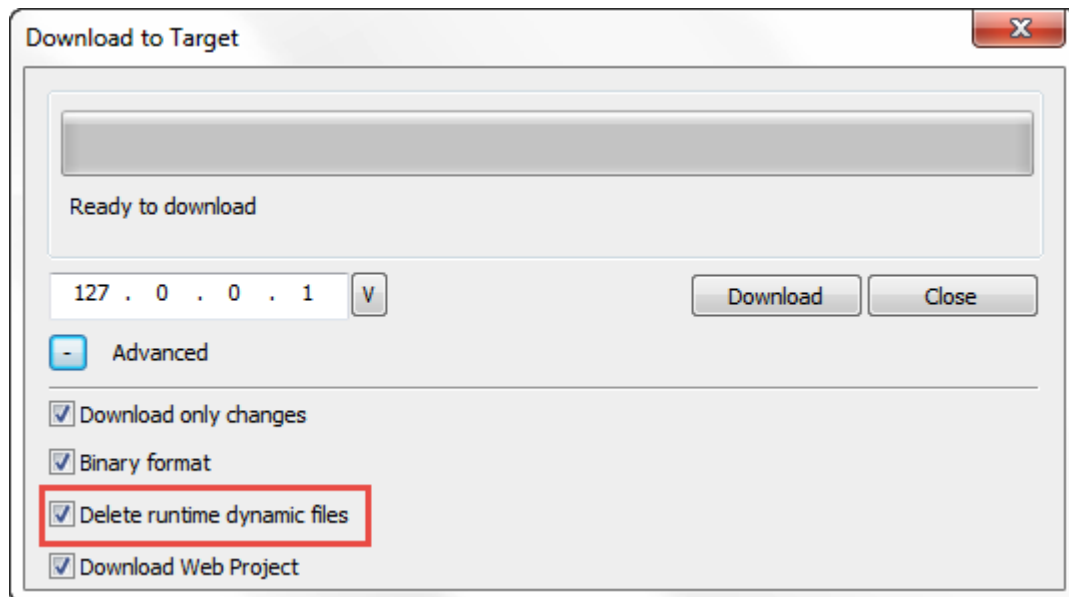 Download to Target
X
Ready to download
127 . 0 . 0 . 1 V Download Close
- Advanced
Download only changes
Binary format
Delete runtime dynamic files
Download Web Project